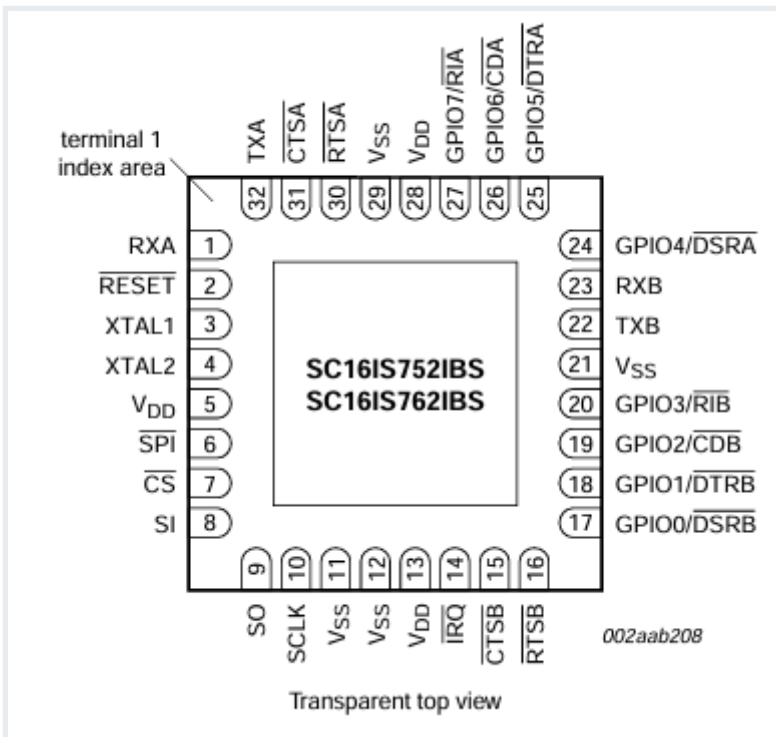 TXA
CTSA
RTSA
VSS
VDD
GPIO7/RIA
GPIO6/CDA
GPIO5/DTRA
terminal 1
index area
32 31 30 29 28 27 26 25
RXA 1
RESET 2
XTAL1 3
XTAL2 4
VDD 5
SPI 6
CS 7
SI 8
SC16IS752IBS
SC16IS762IBS
24 GPIO4/DSRA
23 RXB
22 TXB
21 VSS
20 GPIO3/RIB
19 GPIO2/CDB
18 GPIO1/DTRB
17 GPIO0/DSRB
9 10 11 12 13 14 15 16
SO
SCLK
VSS
VSS
VDD
IRQ
CTSB
RTSB
002aab208
Transparent top view